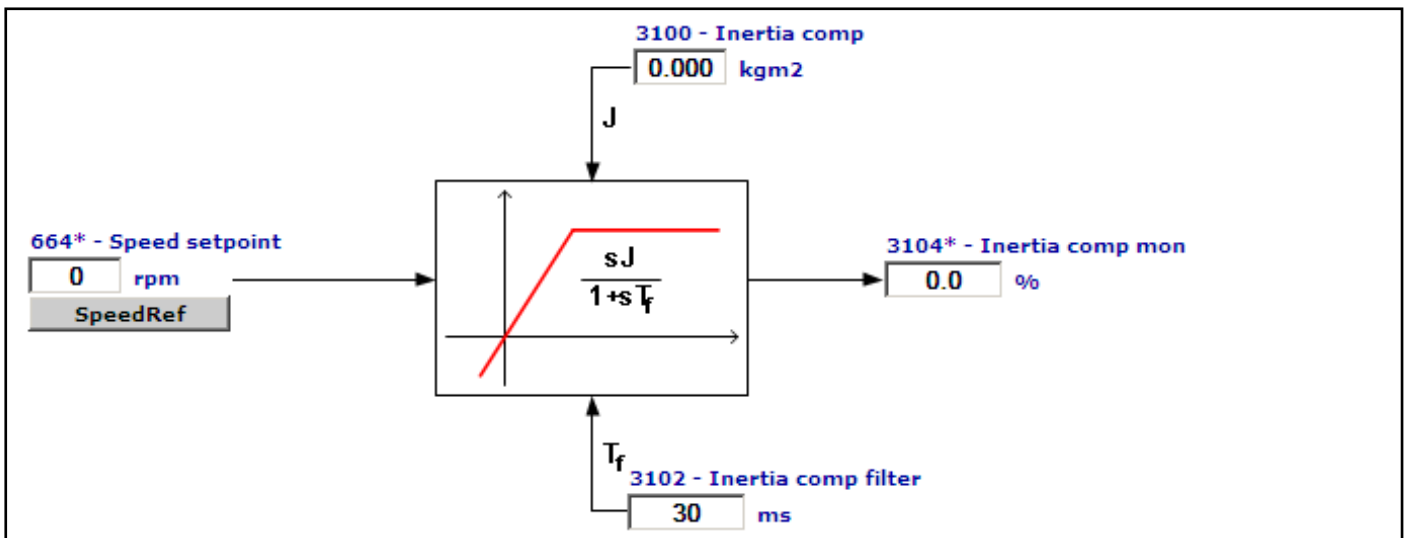 3100 - Inertia comp
0.000 kgm2
J
664* - Speed setpoint
0 rpm
SpeedRef
sJ
1+sTf
3104* - Inertia comp mon
0.0 %
Tf
3102 - Inertia comp filter
30 ms